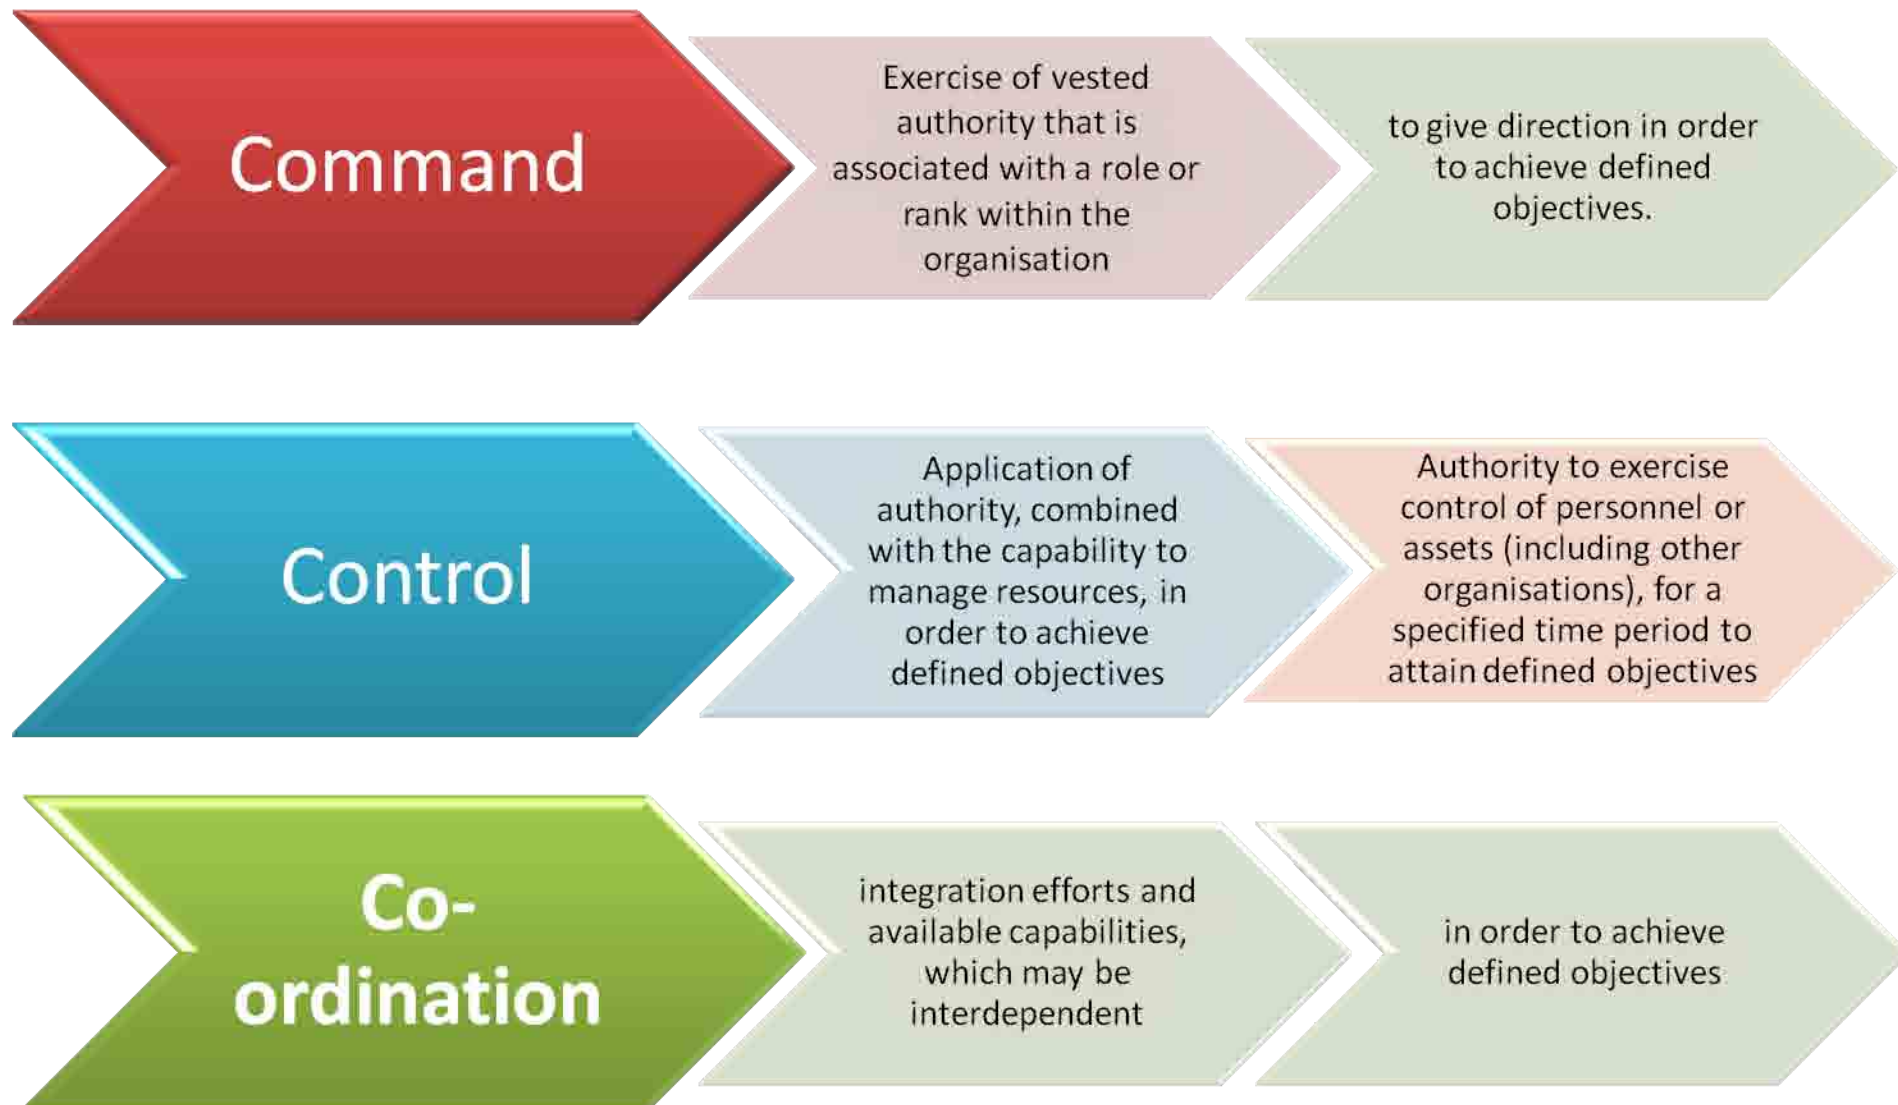 Command
Exercise of vested
authority that is
associated with a role or
rank within the
organisation
to give direction in order
to achieve defined
objectives.
Control
Application of
authority, combined
with the capability to
manage resources, in
order to achieve
defined objectives
Authority to exercise
control of personnel or
assets (including other
organisations), for a
specified time period to
attain defined objectives
Co-
ordination
integration efforts and
available capabilities,
which may be
interdependent
in order to achieve
defined objectives